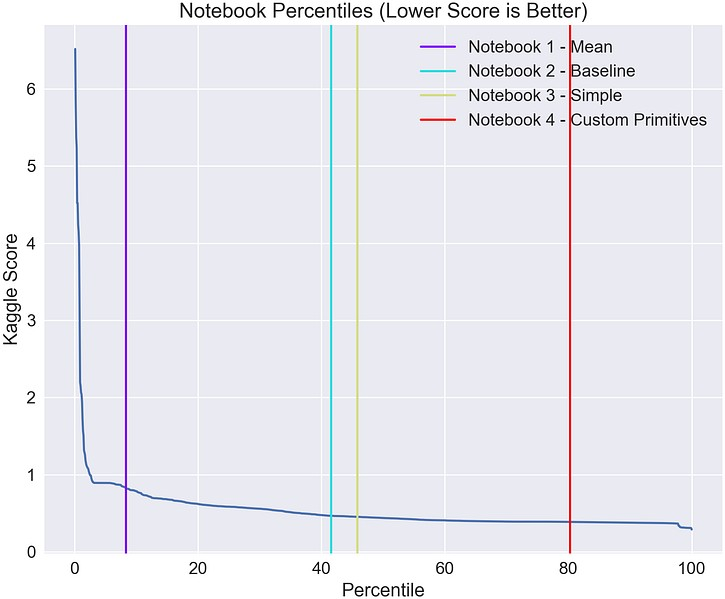 Notebook Percentiles (Lower Score is Better)
Notebook 1 - Mean
Notebook 2 - Baseline
Notebook 3 - Simple
Notebook 4 - Custom Primitives
Kaggle Score
6
5
4
3
2
1
0
0 20 40 60 80 100
Percentile